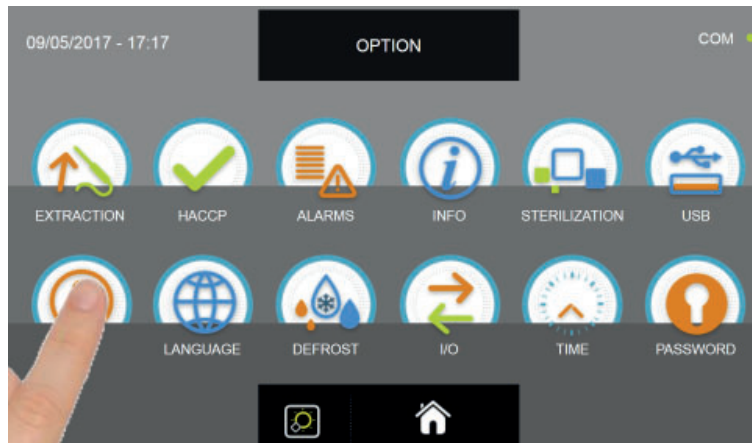 09/05/2017 - 17:17
OPTION
COM
EXTRACTION
HACCP
ALARMS
INFO
STERILIZATION
USB
LANGUAGE
DEFROST
I/O
TIME
PASSWORD